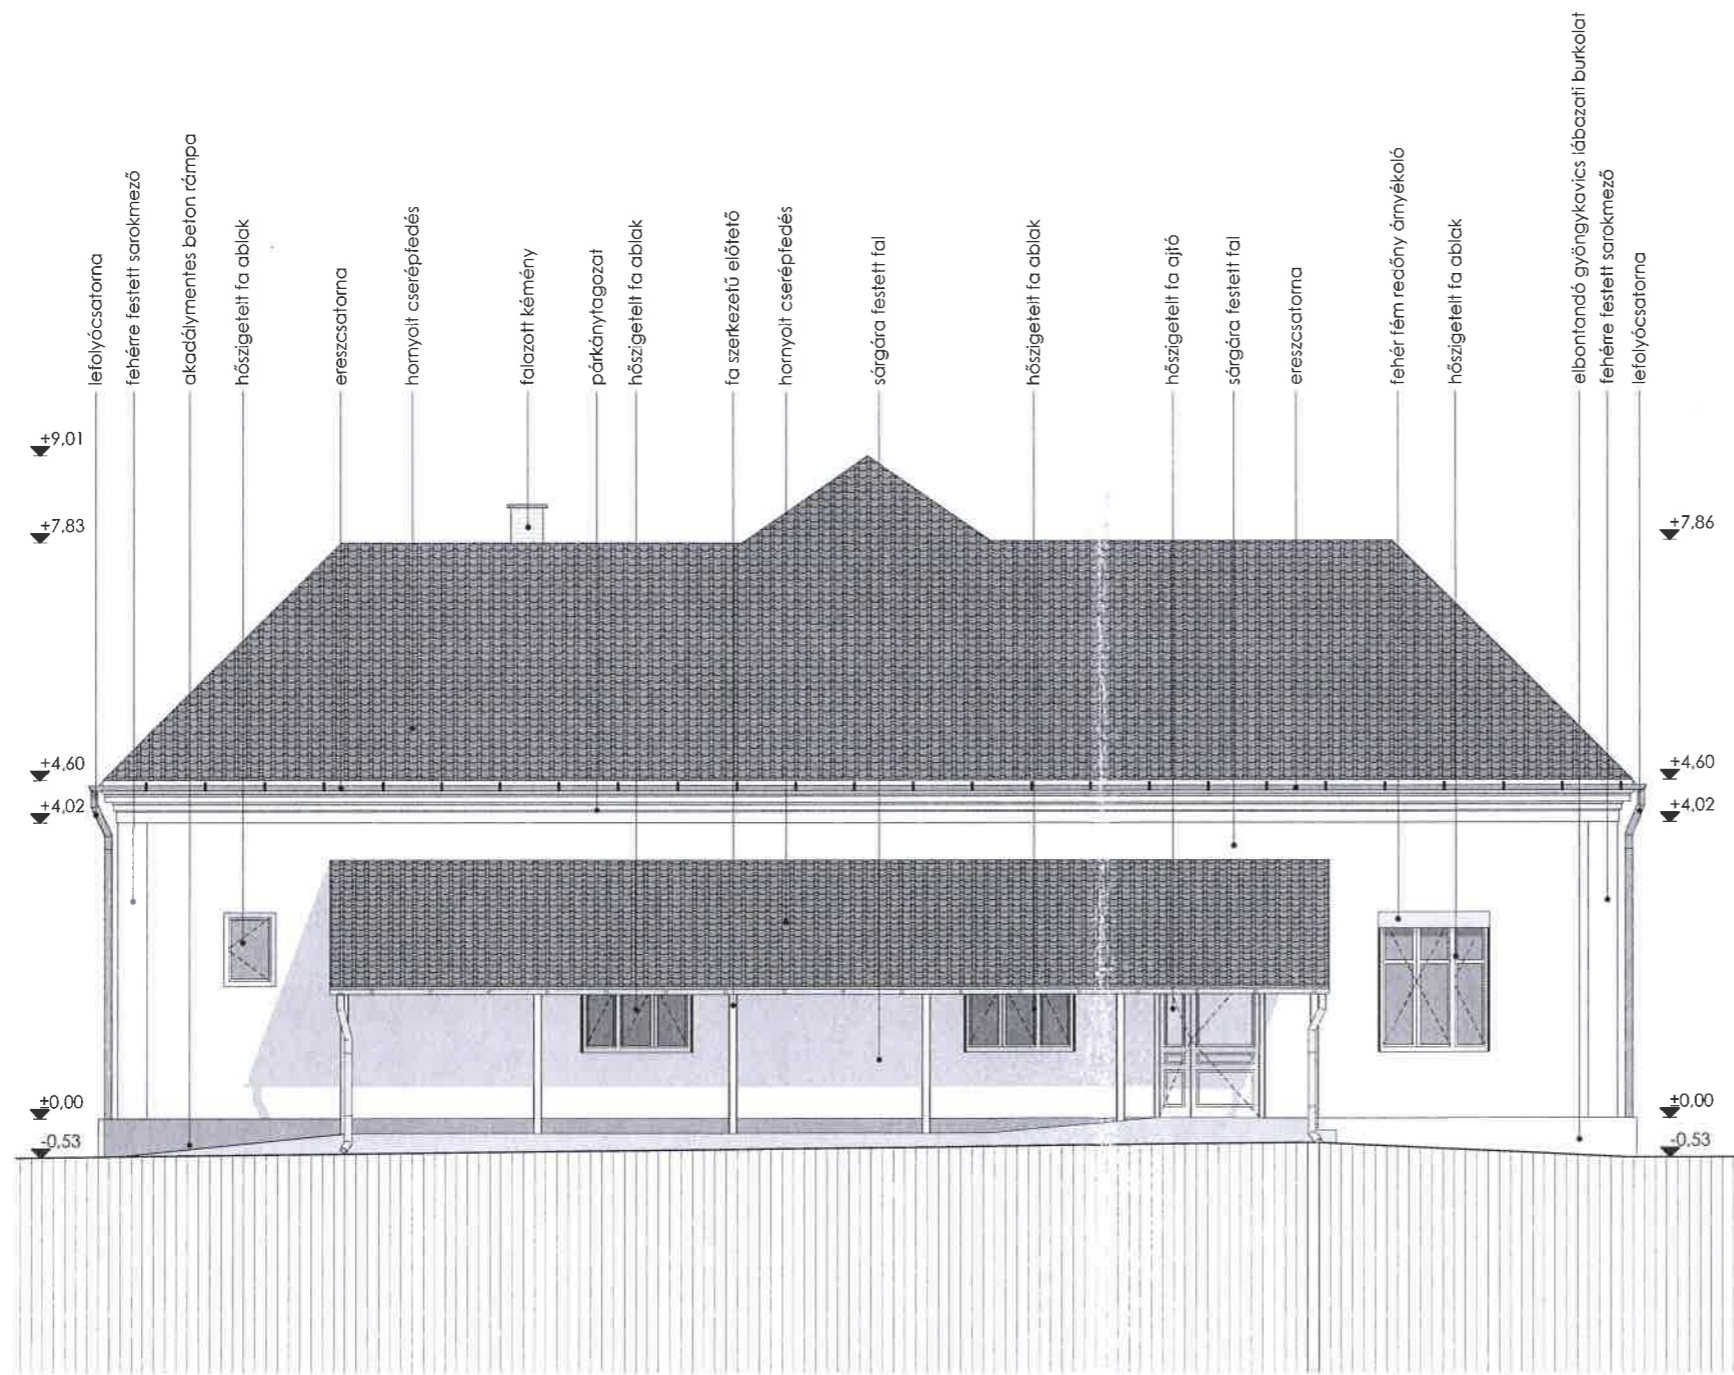 lefolyócsatorna
fehérre festett sarokmező
akadálymentes beton rámpa
hőszigetelt fa ablak
ereszcsatorna
hornyolt cserépfedés
falazott kémény
párkánytagozat
hőszigetelt fa ablak
fa szerkezetű előtető
hornyolt cserépfedés
sárgára festett fal
hőszigetelt fa ablak
hőszigetelt fa ajtó
sárgára festett fal
ereszcsatorna
fehér fém redőny árnyékoló
hőszigetelt fa ablak
elbontandó gyöngykavics lábazati burkolat
fehérre festett sarokmező
lefolyócsatorna
+9,01
+7,83
+7,86
+4,60
+4,60
+4,02
+4,02
±0,00
±0,00
-0,53
-0,53